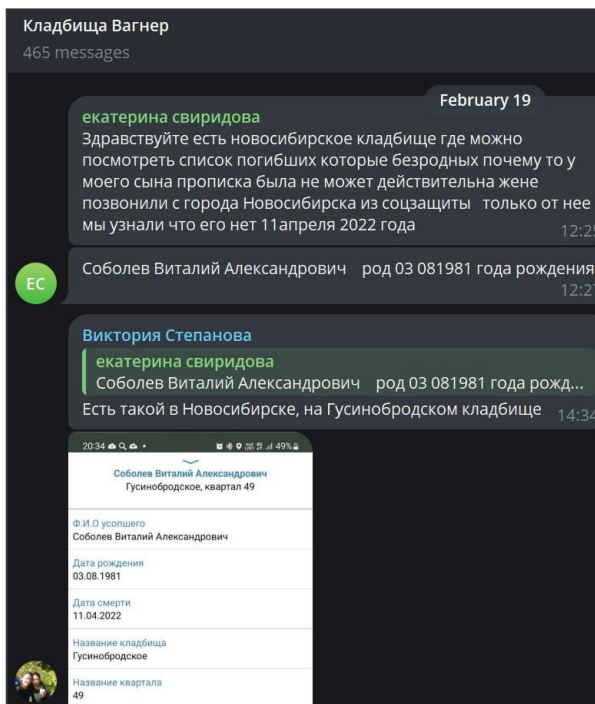 Кладбища Вагнер
465 messages
February 19
екатерина свиридова
Здравствуйте есть новосибирское кладбище где можно
посмотреть список погибших которые безродных почему то у
моего сына прописка была не может действительна жене
позвонили с города Новосибирска из соцзащиты только от нее
мы узнали что его нет 11апреля 2022 года
12:25
ЕС
Соболев Виталий Александрович род 03 081981 года рождения
12:27
Виктория Степанова
екатерина свиридова
Соболев Виталий Александрович род 03 081981 года рожд...
Есть такой в Новосибирске, на Гусинобродском кладбище
14:34
20:34
49%
Соболев Виталий Александрович
Гусинобродское, квартал 49
Ф.И.О усопшего
Соболев Виталий Александрович
Дата рождения
03.08.1981
Дата смерти
11.04.2022
Название кладбища
Гусинобродское
Название квартала
49